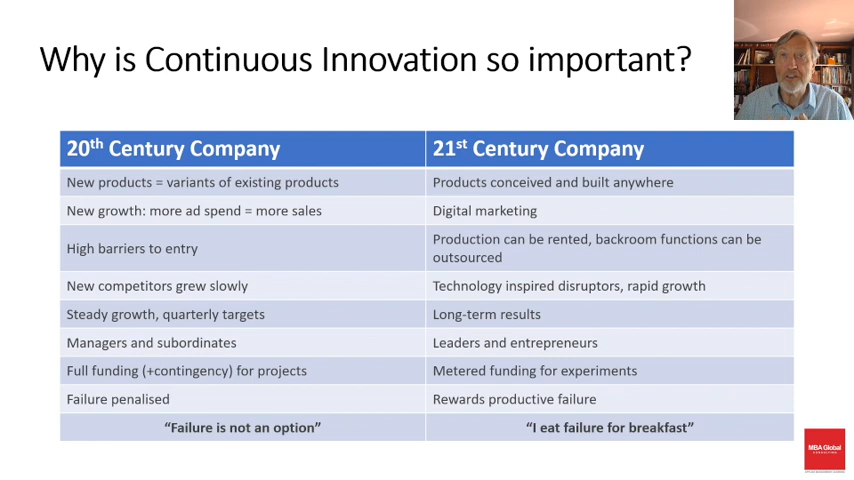 Why is Continuous Innovation so important?
20th Century Company
21st Century Company
New products = variants of existing products
Products conceived and built anywhere
New growth: more ad spend = more sales
Digital marketing
High barriers to entry
Production can be rented, backroom functions can be
outsourced
New competitors grew slowly
Technology inspired disruptors, rapid growth
Steady growth, quarterly targets
Long-term results
Managers and subordinates
Leaders and entrepreneurs
Full funding (+contingency) for projects
Metered funding for experiments
Failure penalised
Rewards productive failure
“Failure is not an option”
“I eat failure for breakfast”
MBA Global
CONSULTING